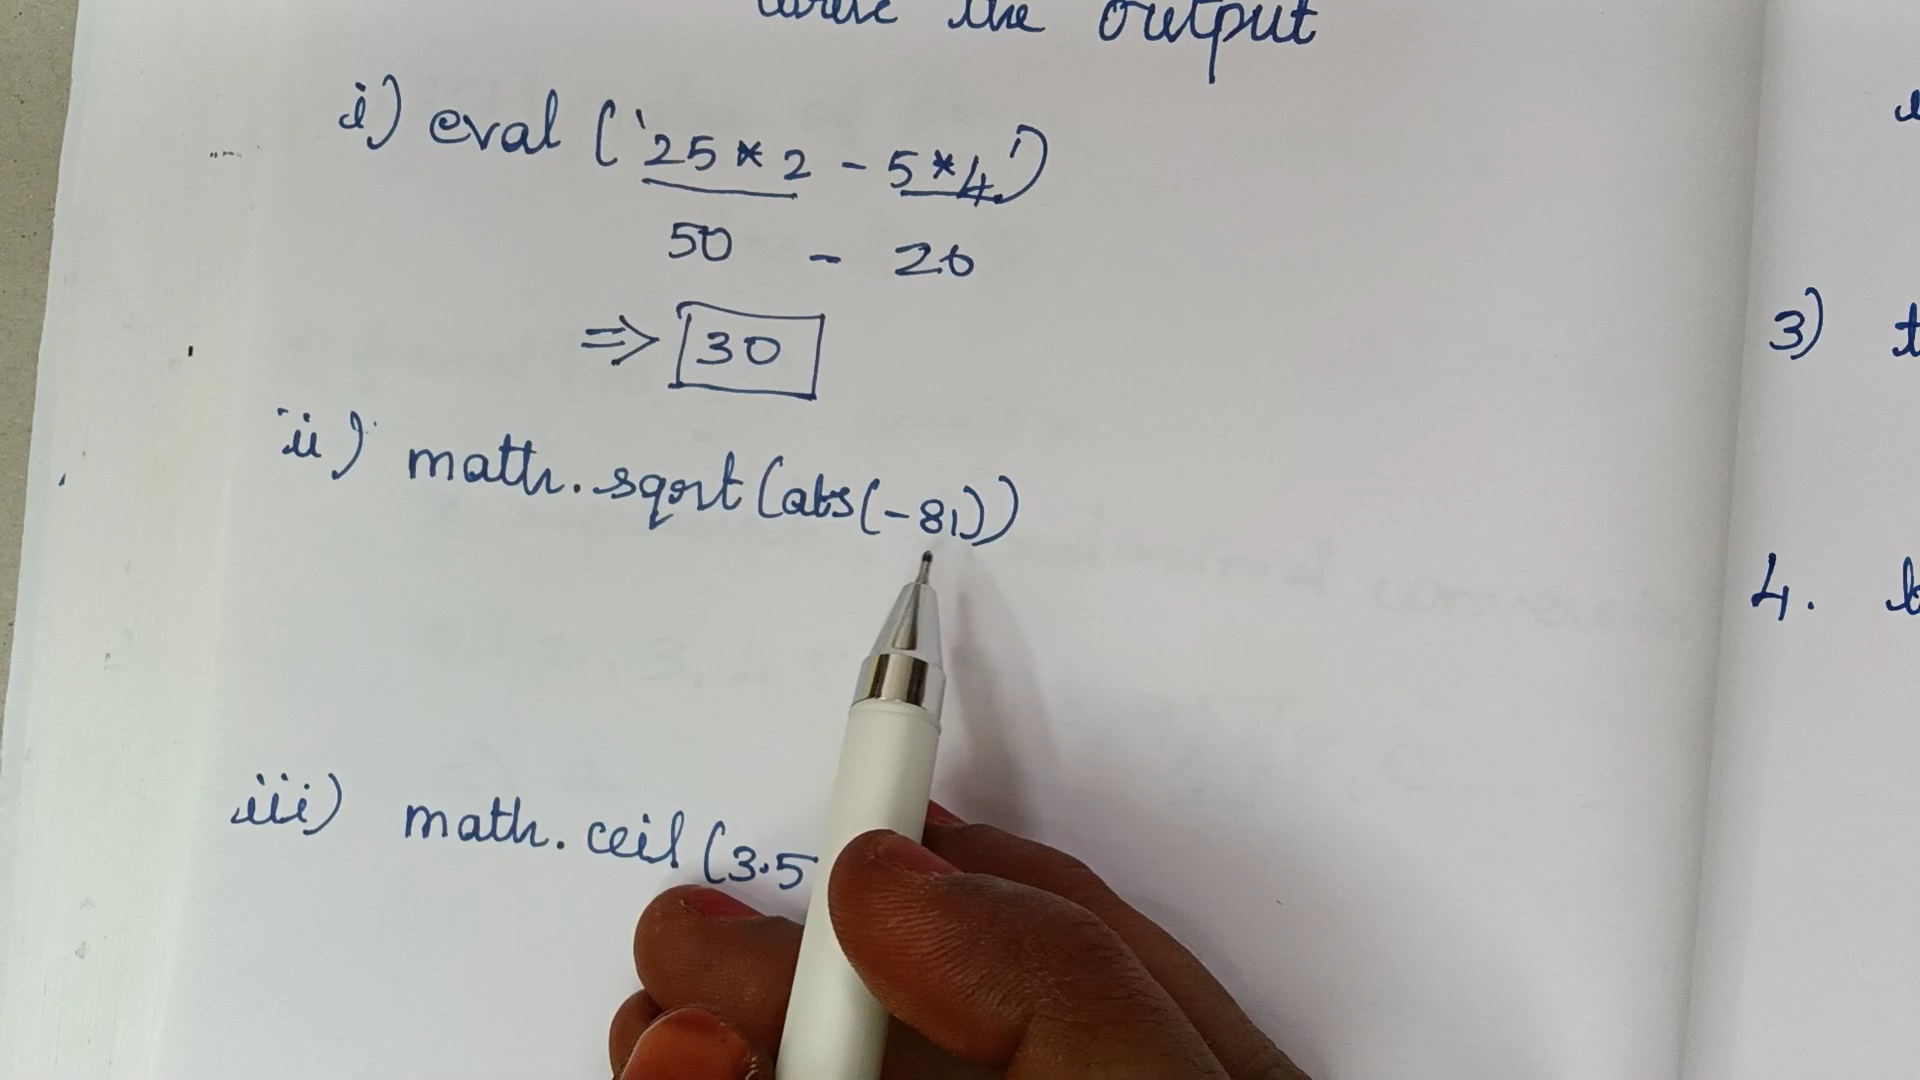 write the output
i) eval ('25*2 - 5*4')
50 - 20
⇒ 30
ii) math.sqrt(abs(-81))
iii) math.ceil(3.5
3) t
4.